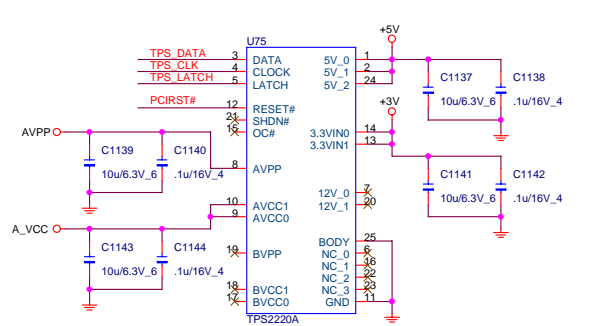 U75
+5V
TPS_DATA 3 DATA 5V_0 1
TPS_CLK 4 CLOCK 5V_1 2
TPS_LATCH 5 LATCH 5V_2 24
C1137 C1138
10u/6.3V_6 .1u/16V_4
PCIRST# 12 RESET# +3V
21 SHDN#
AVPP 15 OC# 3.3VIN0 14
3.3VIN1 13
C1139 C1140
10u/6.3V_6 .1u/16V_4
8 AVPP
C1141 C1142
10u/6.3V_6 .1u/16V_4
12V_0 7
10 AVCC1 12V_1 20
9 AVCC0
A_VCC
BODY 25
C1143 C1144
10u/6.3V_6 .1u/16V_4
19 BVPP NC_0 6
NC_1 16
NC_2 22
18 BVCC1 NC_3 23
17 BVCC0 GND 11
TPS2220A